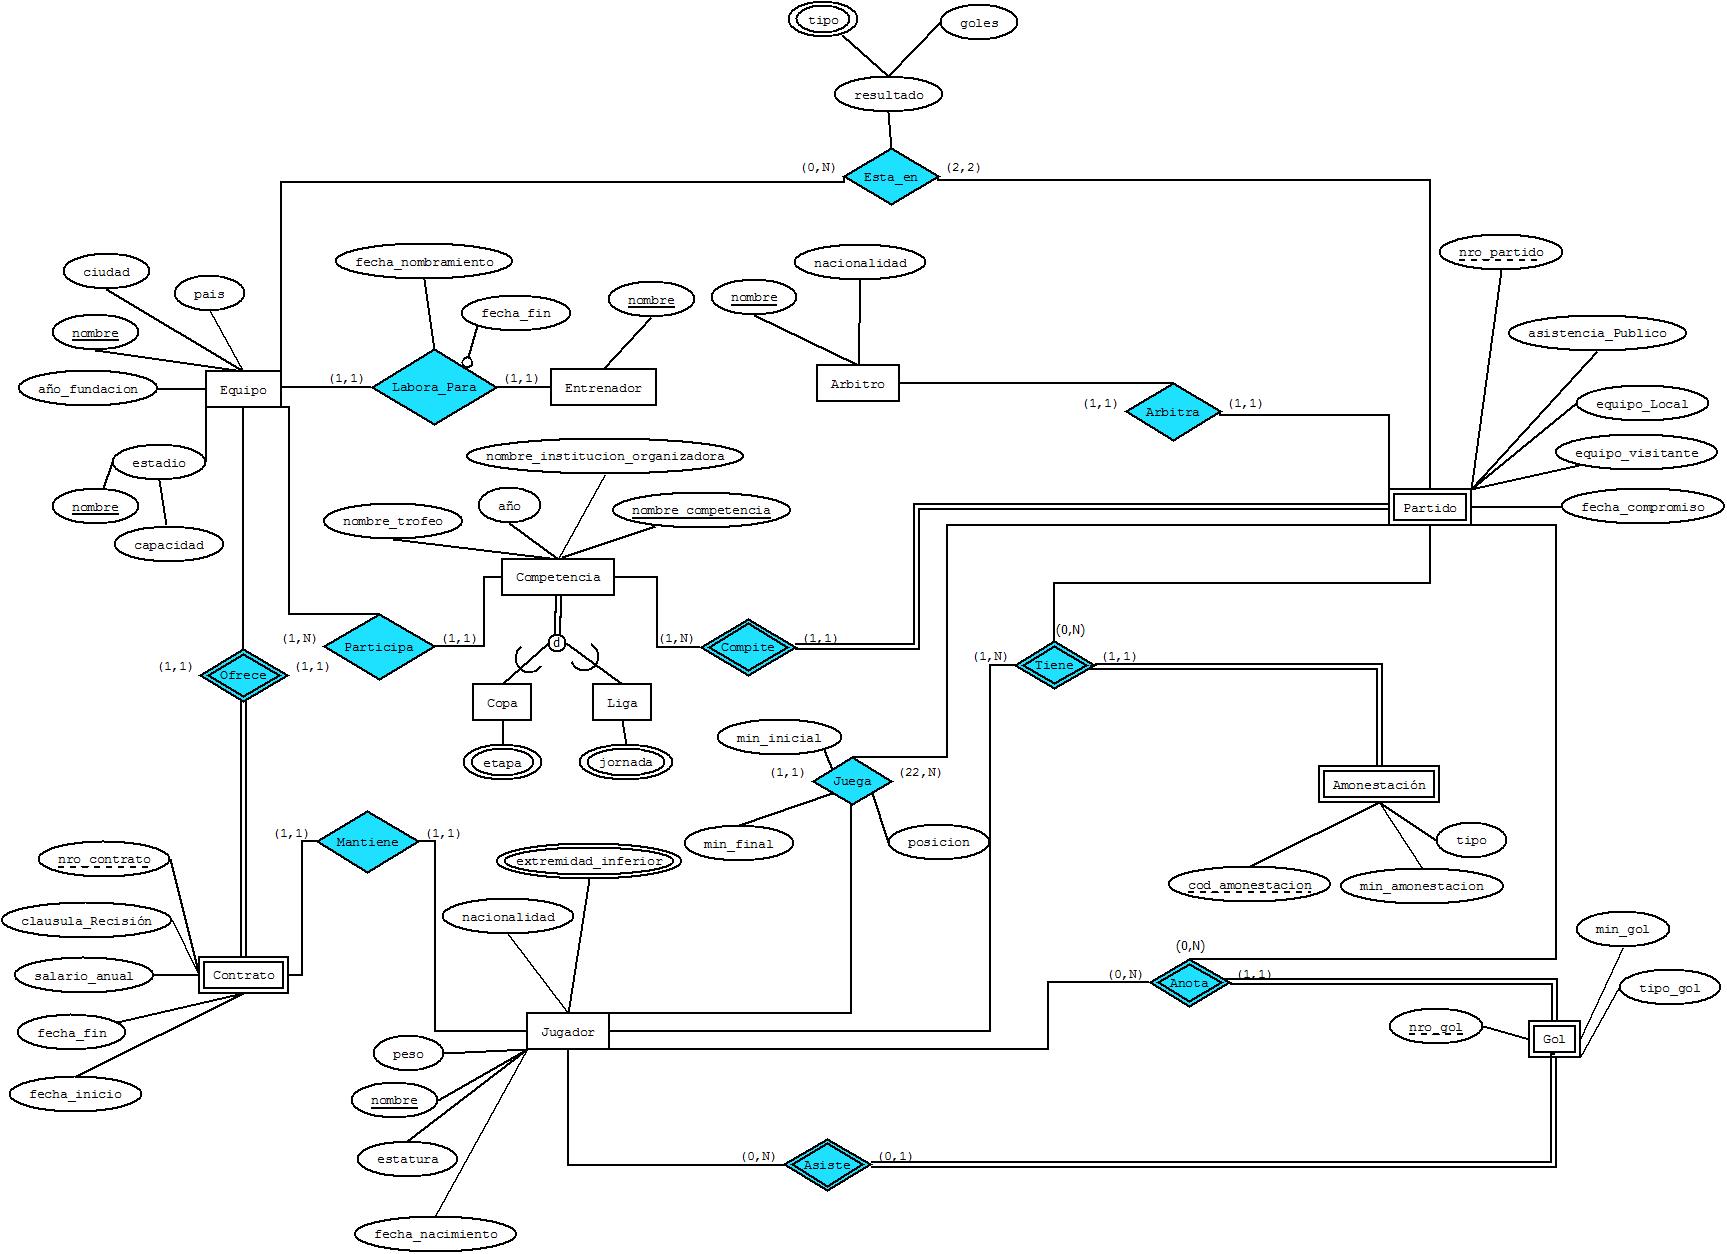 tipo
goles
resultado
(0,N)
Esta_en
(2,2)
ciudad
pais
nombre
año_fundacion
Equipo
estadio
nombre
capacidad
fecha_nombramiento
fecha_fin
nombre
(1,1)
Labora_Para
(1,1)
Entrenador
nombre
nacionalidad
Arbitro
(1,1)
Arbitra
(1,1)
nro_partido
asistencia_Publico
equipo_Local
equipo_visitante
fecha_compromiso
Partido
nombre_institucion_organizadora
nombre_trofeo
año
nombre_competencia
Competencia
d
Copa
Liga
etapa
jornada
(1,N)
Participa
(1,1)
(1,N)
Compite
(1,1)
(1,1)
Ofrece
(1,1)
(0,N)
(1,N)
Tiene
(1,1)
min_inicial
(1,1)
Juega
(22,N)
min_final
posicion
Amonestación
tipo
cod_amonestacion
min_amonestacion
(1,1)
Mantiene
(1,1)
nro_contrato
clausula_Recisión
salario_anual
fecha_fin
fecha_inicio
Contrato
extremidad_inferior
nacionalidad
Jugador
peso
nombre
estatura
fecha_nacimiento
(0,N)
(0,N)
Anota
(1,1)
min_gol
tipo_gol
nro_gol
Gol
(0,N)
Asiste
(0,1)